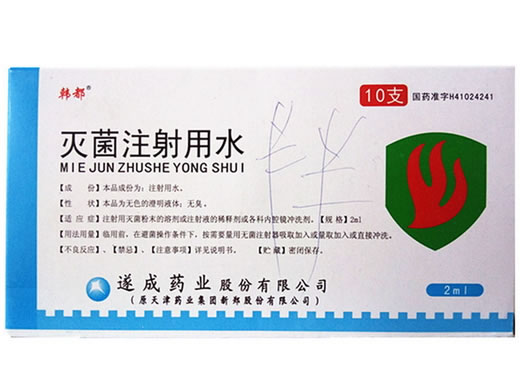 韩都®
10支 国药准字H41024241
灭菌注射用水
MIE JUN ZHUSHE YONG SHUI
【成 份】本品成份为：注射用水。
【性 状】本品为无色的澄明液体；无臭。
【适 应 症】注射用灭菌粉末的溶剂或注射液的稀释剂或各科内腔镜冲洗剂。【规 格】2ml
【用法用量】临用前，在避菌操作条件下，按需要量用无菌注射器吸取加入或量取加入或直接冲洗。
【不良反应】、【禁忌】、【注意事项】详见说明书。 【贮 藏】密闭保存。
遂成药业股份有限公司
（原天津药业集团新郑股份有限公司）
2ml